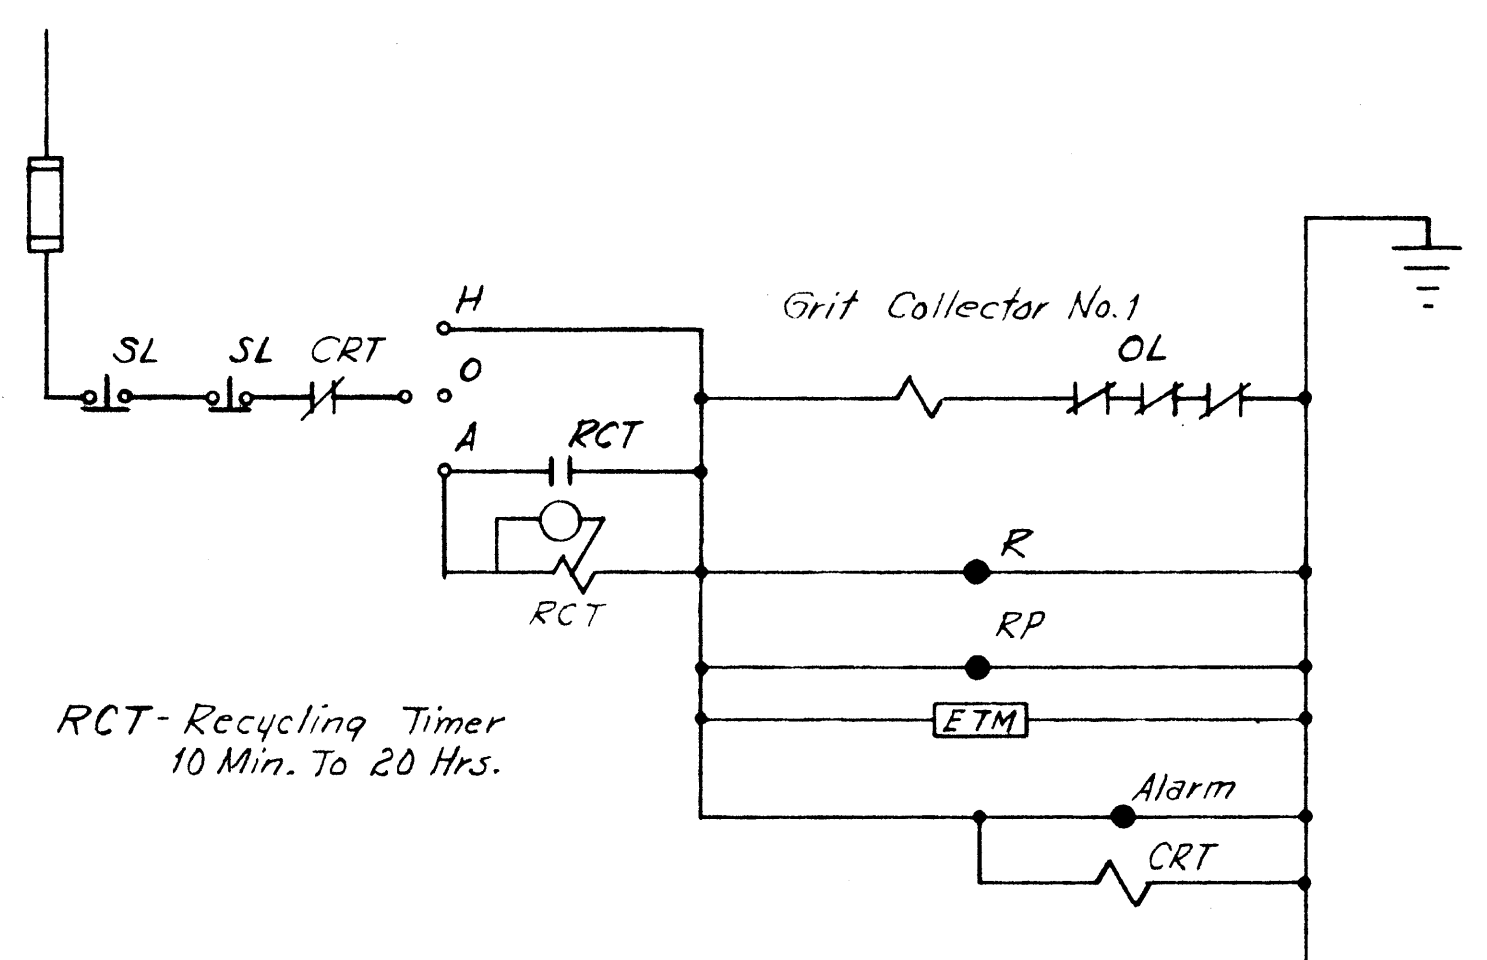 H
Grit Collector No.1
SL SL CRT
O
OL
A
RCT
R
RCT
RP
RCT - Recycling Timer
10 Min. To 20 Hrs.
ETM
Alarm
CRT